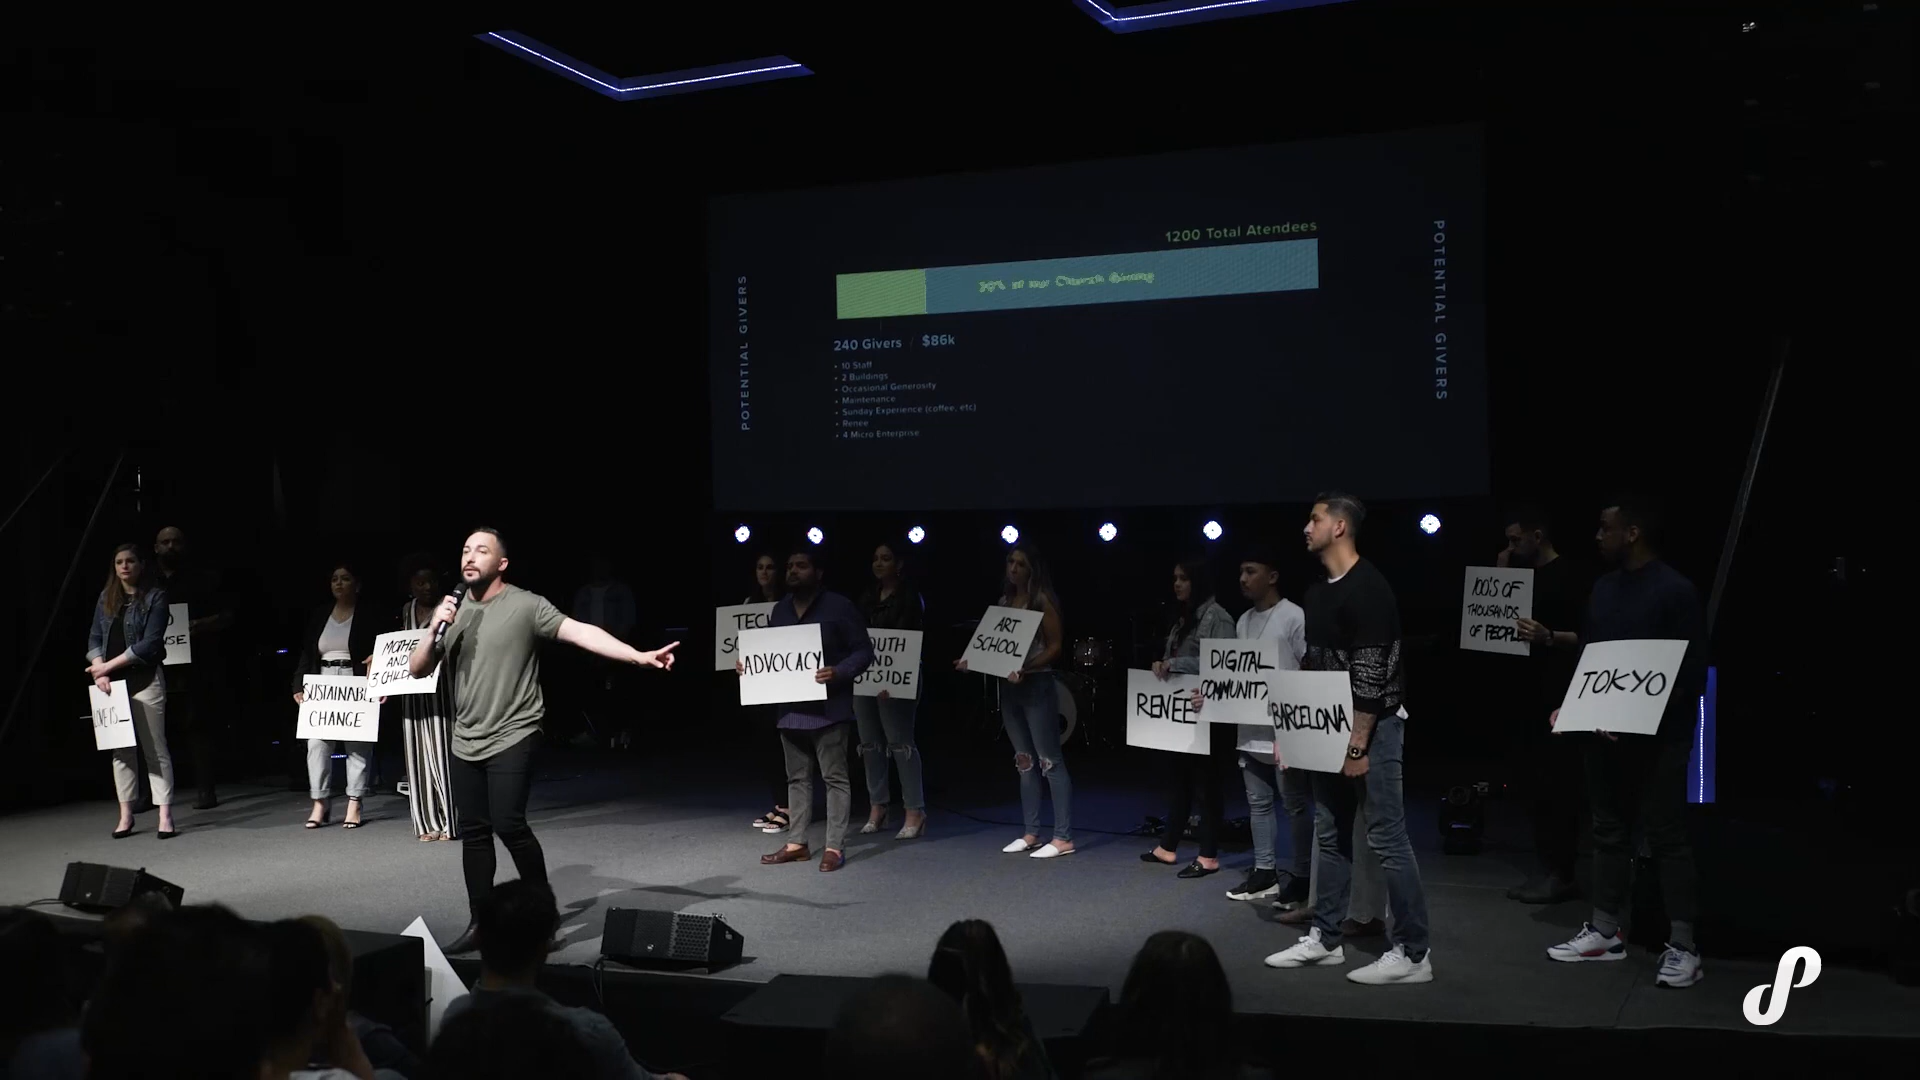 1200 Total Atendees
POTENTIAL GIVERS
POTENTIAL GIVERS
240 Givers / $86k
• 10 Staff
• 2 Buildings
• Occasional Generosity
• Maintenance
• Sunday Experience (coffee, etc)
• Renee
• 4 Micro Enterprise
LOVE IS_
SUSTAINABLE
CHANGE
AND
3
ADVOCACY
ART
SCHOOL
RENÉE
DIGITAL
COMMUNITY
BARCELONA
100'S OF
THOUSANDS
OF PEOPLE
TOKYO